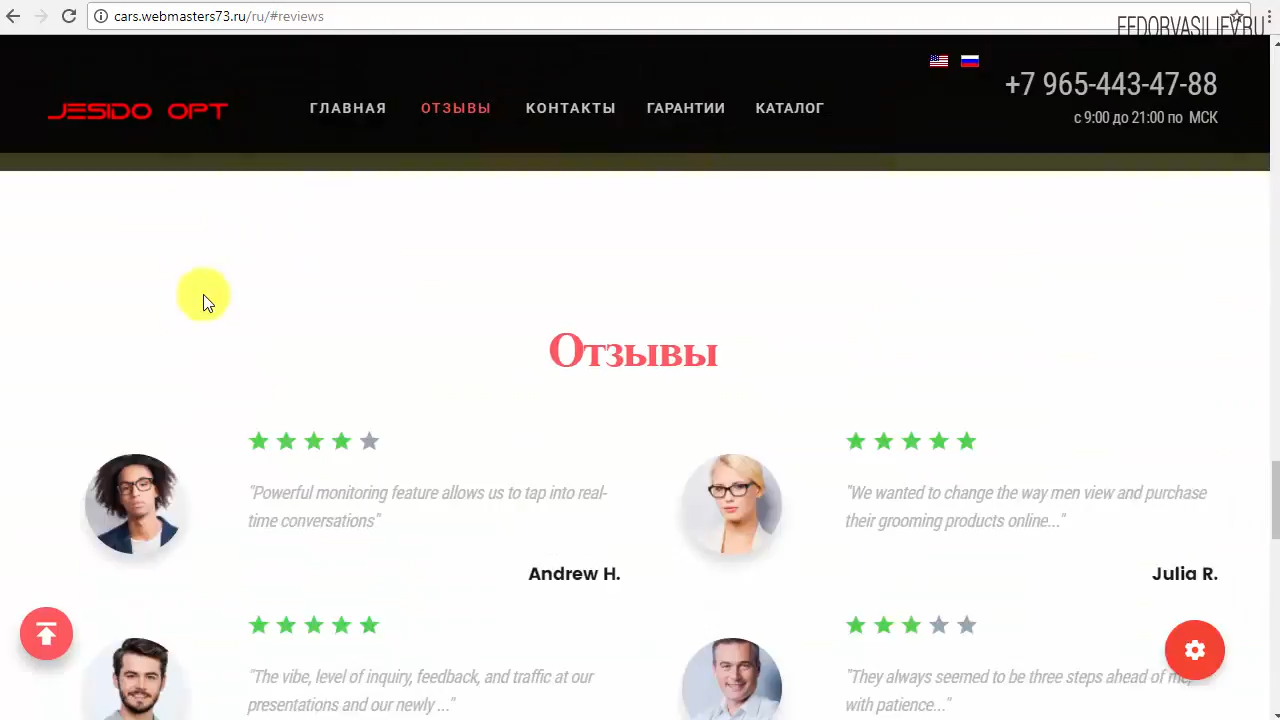 cars.webmasters73.ru/ru/#reviews
FEDORVASILIEV.RU
JESIDO OPT
ГЛАВНАЯ ОТЗЫВЫ КОНТАКТЫ ГАРАНТИИ КАТАЛОГ
+7 965-443-47-88
с 9:00 до 21:00 по МСК
Отзывы
"Powerful monitoring feature allows us to tap into real-
time conversations"
Andrew H.
"We wanted to change the way men view and purchase
their grooming products online..."
Julia R.
"The vibe, level of inquiry, feedback, and traffic at our
presentations and our newly ..."
"They always seemed to be three steps ahead of me,
with patience..."